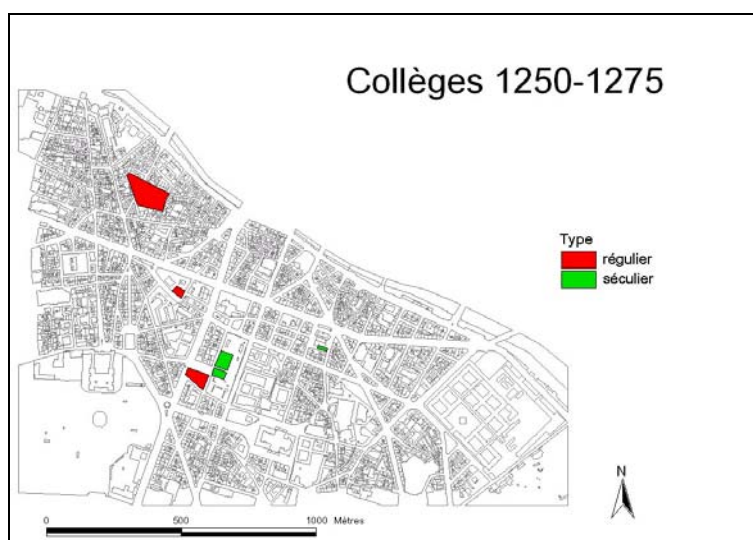 Collèges 1250-1275
Type
régulier
séculier
N
0 500 1000 Mètres